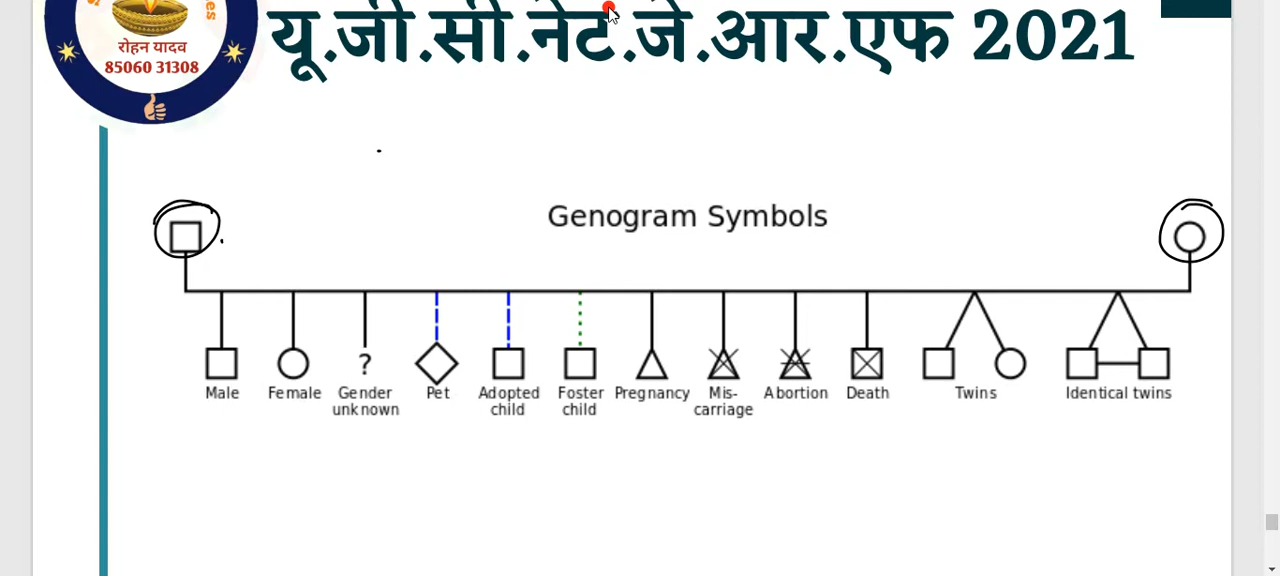 रोहन यादव
85060 31308
यू.जी.सी.नेट.जे.आर.एफ 2021
Genogram Symbols
?
Male
Female
Gender
unknown
Pet
Adopted
child
Foster
child
Pregnancy
Mis-
carriage
Abortion
Death
Twins
Identical twins